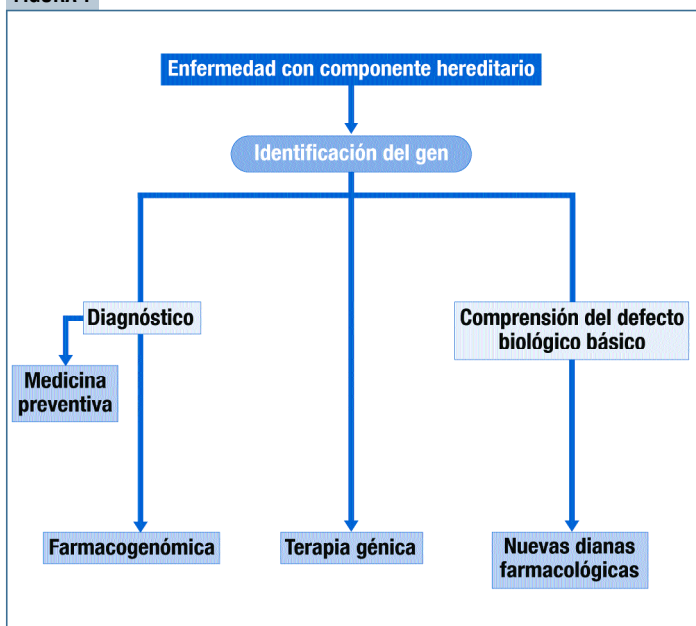 Enfermedad con componente hereditario
Identificación del gen
Diagnóstico
Comprensión del defecto
biológico básico
Medicina
preventiva
Farmacogenómica
Terapia génica
Nuevas dianas
farmacológicas